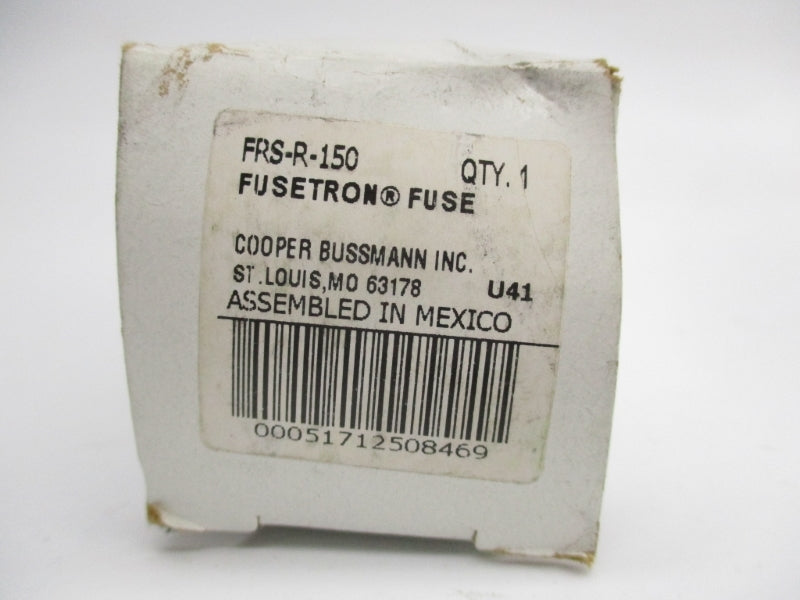 FRS-R-150 QTY. 1
FUSETRON® FUSE
COOPER BUSSMANN INC.
ST.LOUIS,MO 63178 U41
ASSEMBLED IN MEXICO
00051712508469